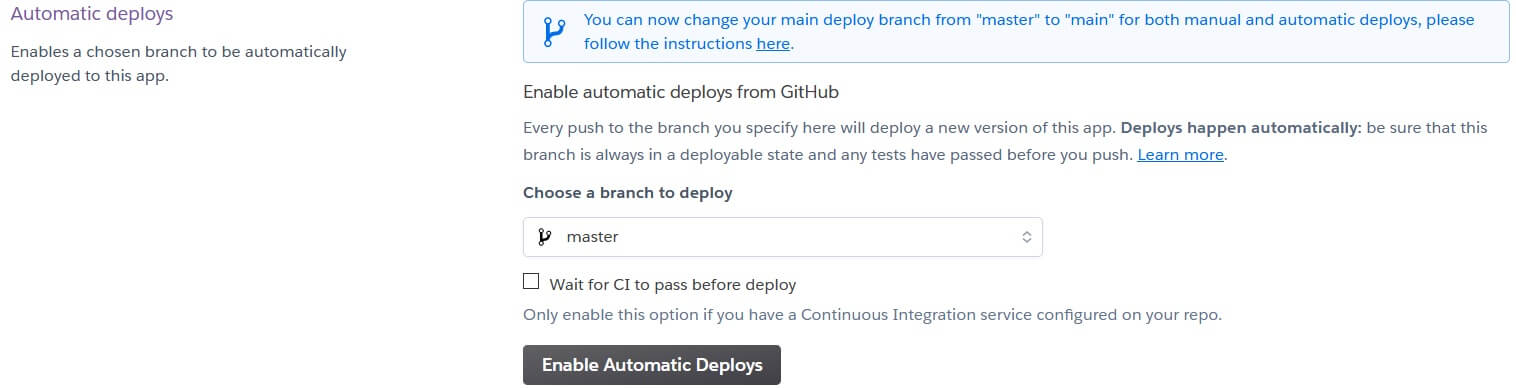 Automatic deploys
Enables a chosen branch to be automatically
deployed to this app.
You can now change your main deploy branch from "master" to "main" for both manual and automatic deploys, please
follow the instructions here.
Enable automatic deploys from GitHub
Every push to the branch you specify here will deploy a new version of this app. Deploys happen automatically: be sure that this
branch is always in a deployable state and any tests have passed before you push. Learn more.
Choose a branch to deploy
master
Wait for CI to pass before deploy
Only enable this option if you have a Continuous Integration service configured on your repo.
Enable Automatic Deploys